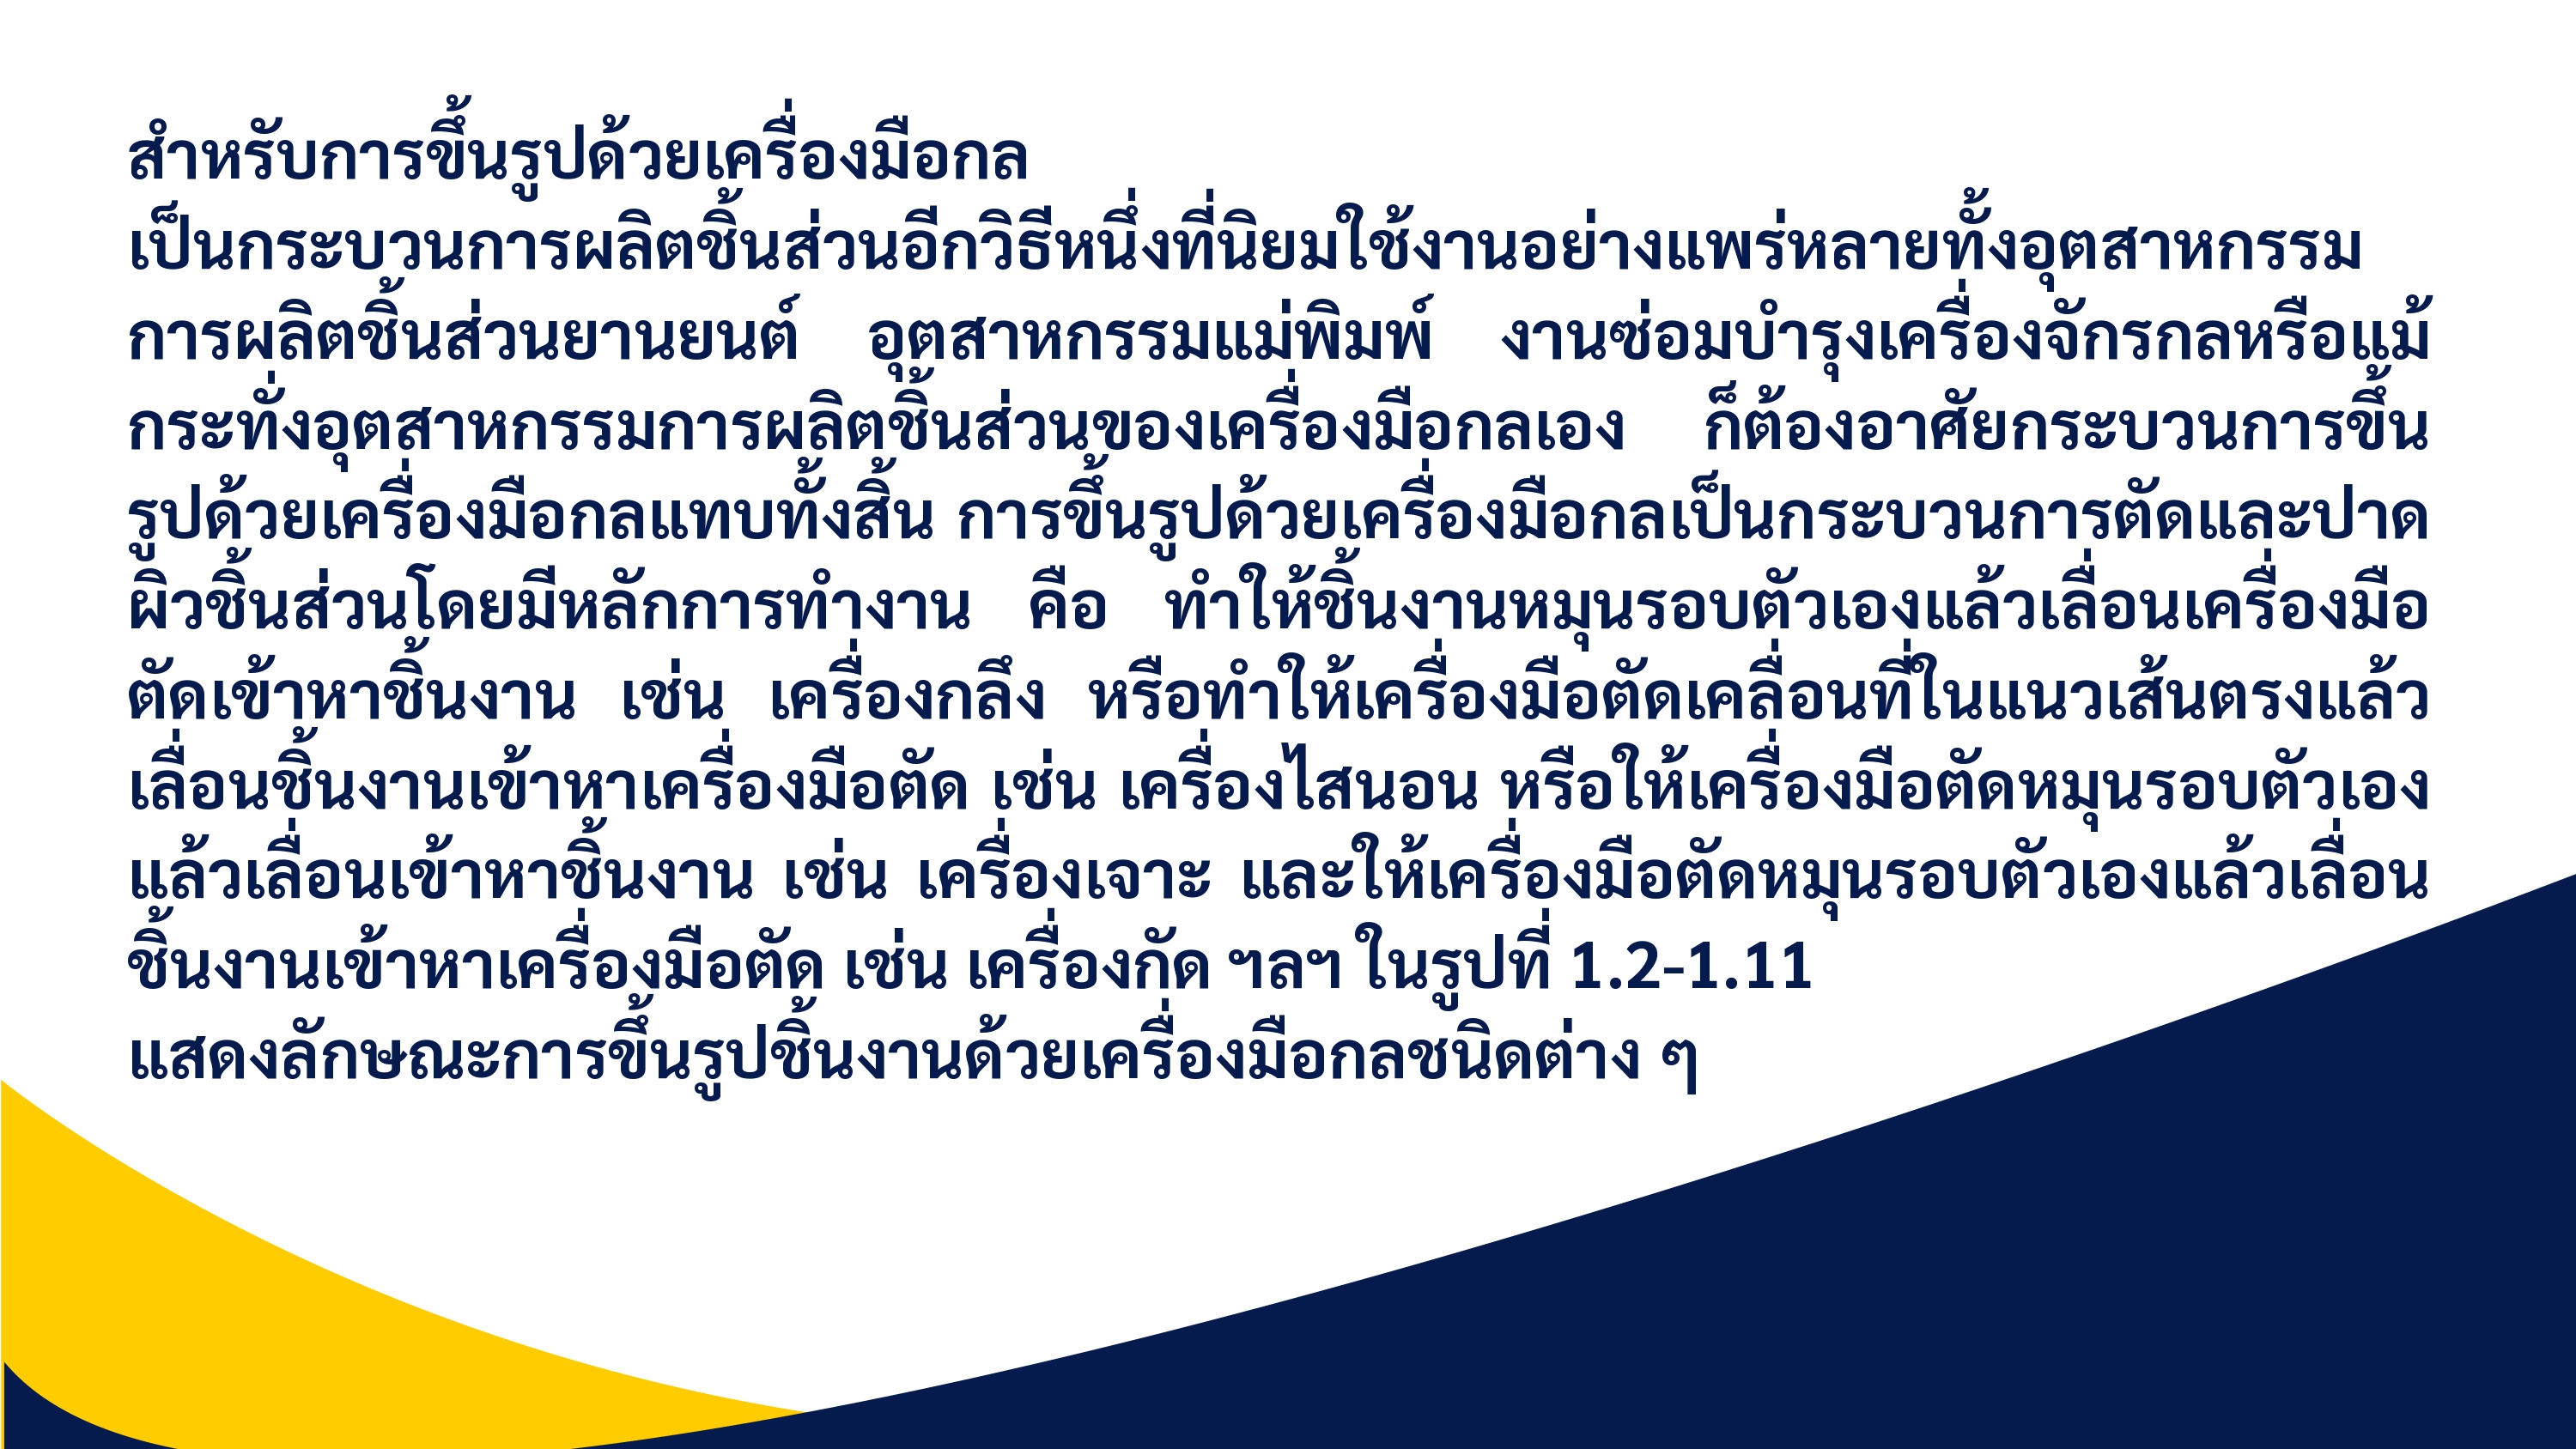 สำหรับการขึ้นรูปด้วยเครื่องมือกล
เป็นกระบวนการผลิตชิ้นส่วนอีกวิธีหนึ่งที่นิยมใช้งานอย่างแพร่หลายทั้งอุตสาหกรรม
การผลิตชิ้นส่วนยานยนต์ อุตสาหกรรมแม่พิมพ์ งานซ่อมบำรุงเครื่องจักรกลหรือแม้
กระทั่งอุตสาหกรรมการผลิตชิ้นส่วนของเครื่องมือกลเอง ก็ต้องอาศัยกระบวนการขึ้น
รูปด้วยเครื่องมือกลแทบทั้งสิ้น การขึ้นรูปด้วยเครื่องมือกลเป็นกระบวนการตัดและปาด
ผิวชิ้นส่วนโดยมีหลักการทำงาน คือ ทำให้ชิ้นงานหมุนรอบตัวเองแล้วเลื่อนเครื่องมือ
ตัดเข้าหาชิ้นงาน เช่น เครื่องกลึง หรือทำให้เครื่องมือตัดเคลื่อนที่ในแนวเส้นตรงแล้ว
เลื่อนชิ้นงานเข้าหาเครื่องมือตัด เช่น เครื่องไสนอน หรือให้เครื่องมือตัดหมุนรอบตัวเอง
แล้วเลื่อนเข้าหาชิ้นงาน เช่น เครื่องเจาะ และให้เครื่องมือตัดหมุนรอบตัวเองแล้วเลื่อน
ชิ้นงานเข้าหาเครื่องมือตัด เช่น เครื่องกัด ฯลฯ ในรูปที่ 1.2-1.11
แสดงลักษณะการขึ้นรูปชิ้นงานด้วยเครื่องมือกลชนิดต่าง ๆ